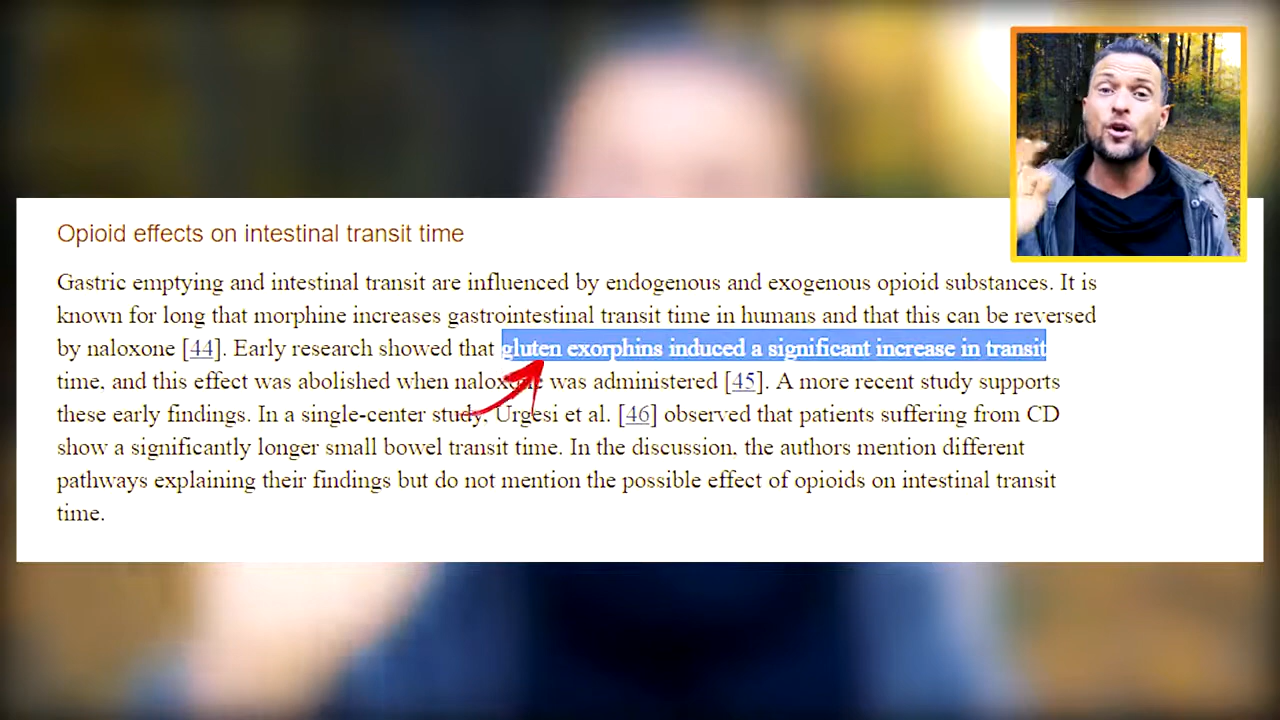 Opioid effects on intestinal transit time
Gastric emptying and intestinal transit are influenced by endogenous and exogenous opioid substances. It is
known for long that morphine increases gastrointestinal transit time in humans and that this can be reversed
by naloxone [44]. Early research showed that gluten exorphins induced a significant increase in transit
time, and this effect was abolished when naloxone was administered [45]. A more recent study supports
these early findings. In a single-center study, Urgesi et al. [46] observed that patients suffering from CD
show a significantly longer small bowel transit time. In the discussion, the authors mention different
pathways explaining their findings but do not mention the possible effect of opioids on intestinal transit
time.